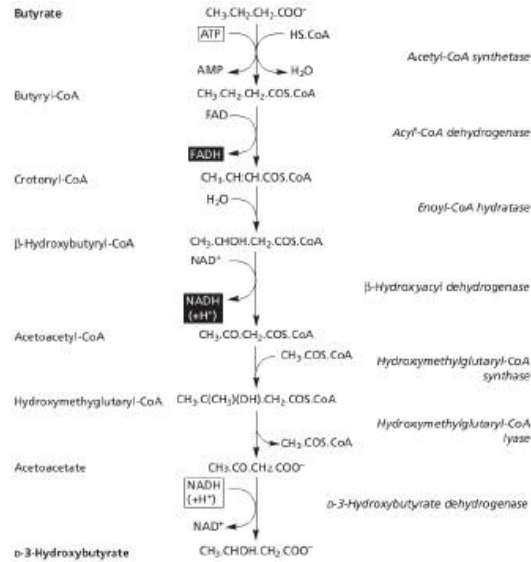 Butyrate CH₃.CH₂.CH₂.COO⁻
ATP HS.CoA
Acetyl-CoA synthetase
AMP H₂O
Butyryl-CoA CH₃.CH₂.CH₂.COS.CoA
FAD
Acyl-CoA dehydrogenase
FADH
Crotonyl-CoA CH₃.CH:CH.COS.CoA
H₂O
Enoyl-CoA hydratase
β-Hydroxybutyryl-CoA CH₃.CHOH.CH₂.COS.CoA
NAD⁺
β-Hydroxyacyl dehydrogenase
NADH
(+H⁺)
Acetoacetyl-CoA CH₃.CO.CH₂.COS.CoA
CH₃.COS.CoA
Hydroxymethylglutaryl-CoA
synthase
Hydroxymethyglutaryl-CoA CH₃.C(CH₃)(OH).CH₂.COS.CoA
Hydroxymethylglutaryl-CoA
lyase
CH₃.COS.CoA
Acetoacetate CH₃.CO.CH₂.COO⁻
NADH
(+H⁺)
D-3-Hydroxybutyrate dehydrogenase
NAD⁺
D-3-Hydroxybutyrate CH₃.CHOH.CH₂.COO⁻